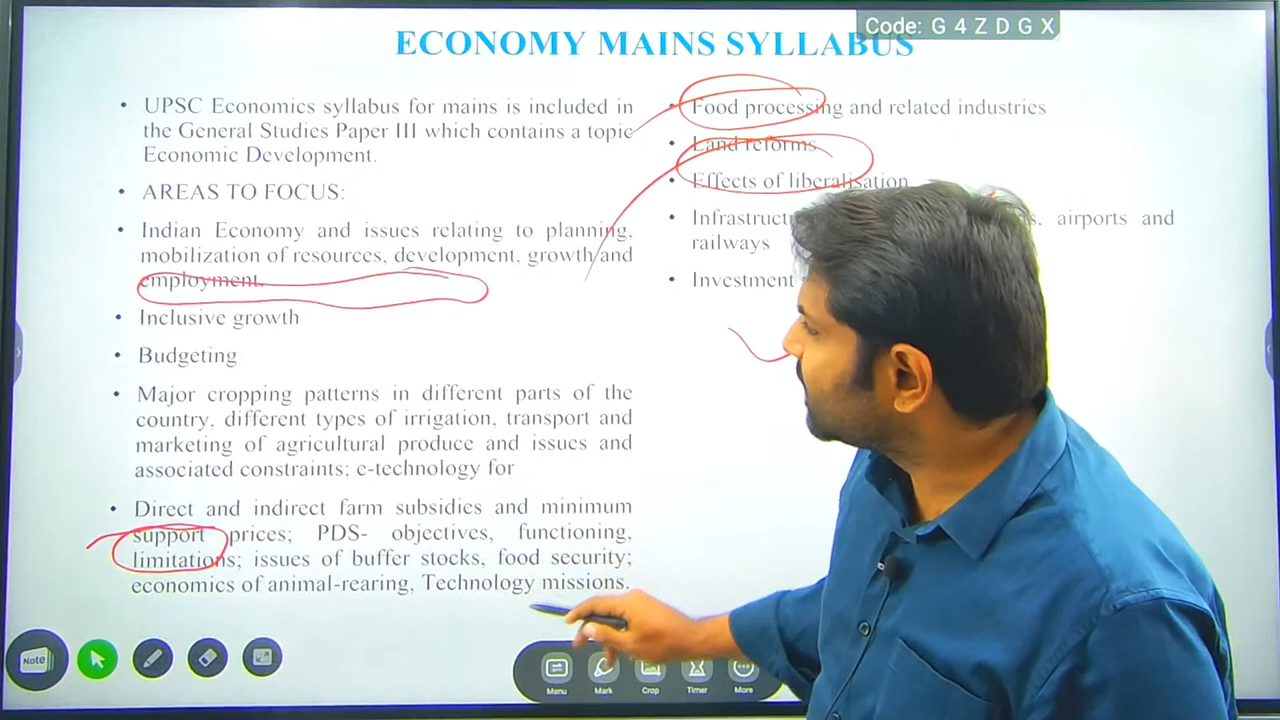 Code: G 4 Z D G X
ECONOMY MAINS SYLLABUS
• UPSC Economics syllabus for mains is included in
the General Studies Paper III which contains a topic
Economic Development.
• AREAS TO FOCUS:
• Indian Economy and issues relating to planning,
mobilization of resources, development, growth and
employment.
• Inclusive growth
• Budgeting
• Major cropping patterns in different parts of the
country, different types of irrigation, transport and
marketing of agricultural produce and issues and
associated constraints; e-technology for
• Direct and indirect farm subsidies and minimum
support prices; PDS- objectives, functioning,
limitations; issues of buffer stocks, food security;
economics of animal-rearing, Technology missions.
• Food processing and related industries
• Land reforms
• Effects of liberalisation
• airports and
railways
• Investment
Note
Menu
Mark
Crop
Timer
More